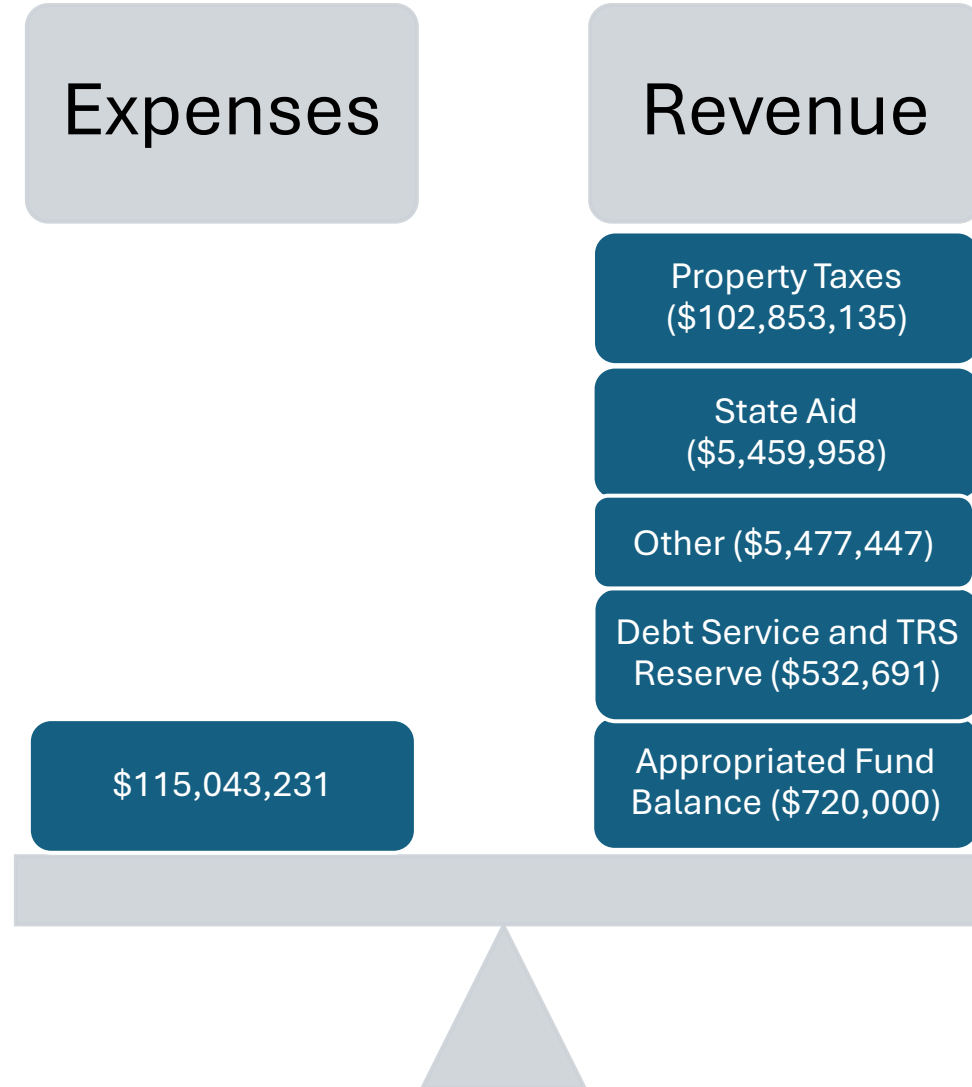 Expenses
Revenue
Property Taxes
($102,853,135)
State Aid
($5,459,958)
Other ($5,477,447)
Debt Service and TRS
Reserve ($532,691)
$115,043,231
Appropriated Fund
Balance ($720,000)